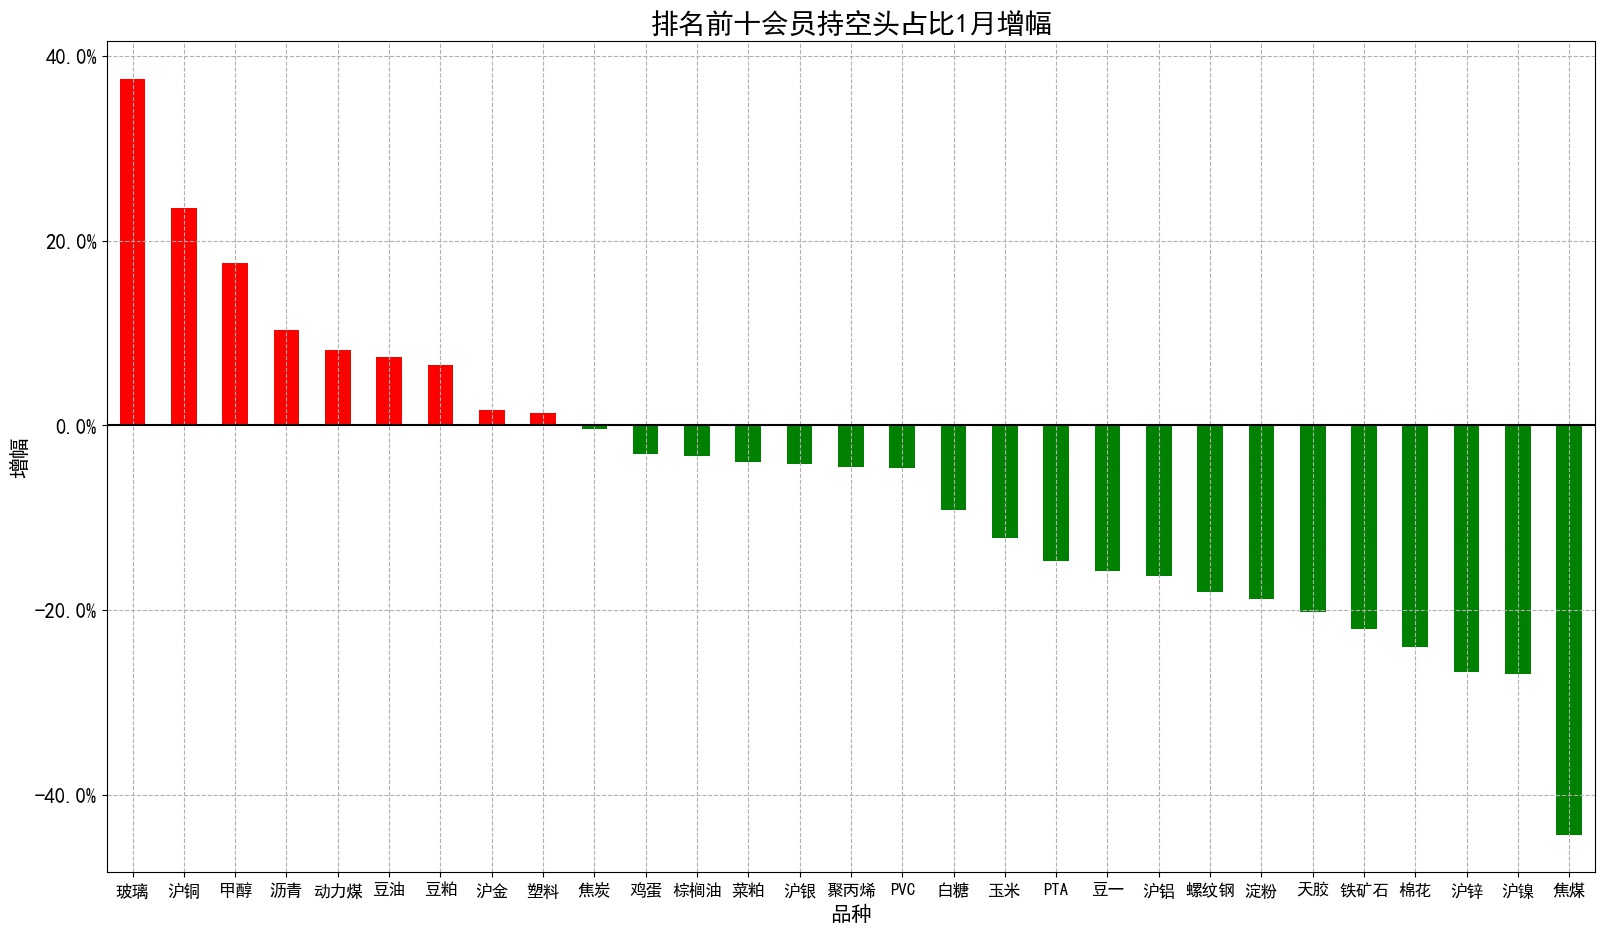 排名前十会员持空头占比1月增幅
40.0%
20.0%
0.0%
−20.0%
−40.0%
增幅
玻璃 沪铜 甲醇 沥青 动力煤 豆油 豆粕 沪金 塑料 焦炭 鸡蛋 棕榈油 菜粕 沪银 聚丙烯 PVC 白糖 玉米 PTA 豆一 沪铝 螺纹钢 淀粉 天胶 铁矿石 棉花 沪锌 沪镍 焦煤
品种